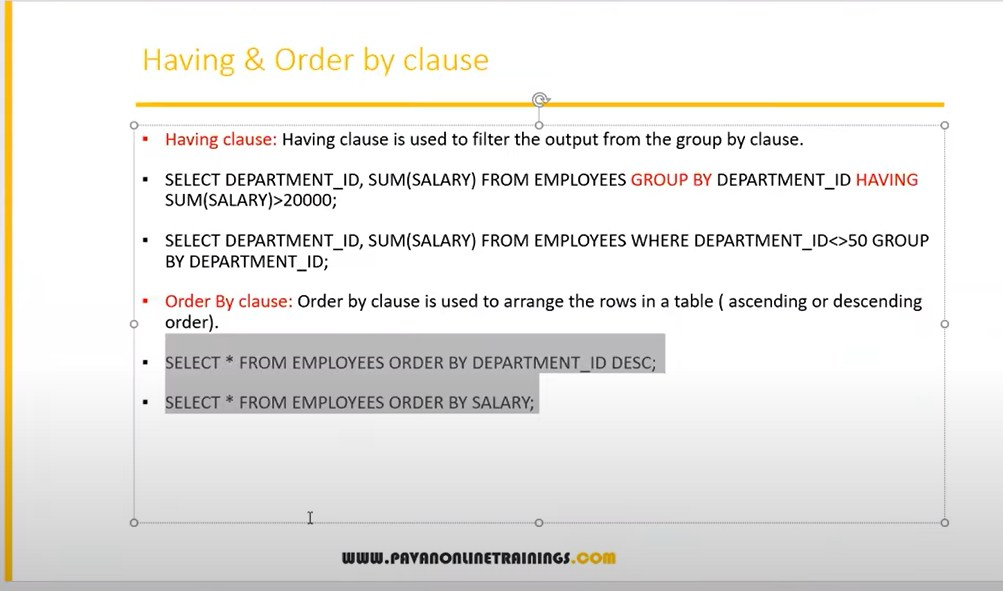 Having & Order by clause
Having clause: Having clause is used to filter the output from the group by clause.
SELECT DEPARTMENT_ID, SUM(SALARY) FROM EMPLOYEES GROUP BY DEPARTMENT_ID HAVING
SUM(SALARY)>20000;
SELECT DEPARTMENT_ID, SUM(SALARY) FROM EMPLOYEES WHERE DEPARTMENT_ID<>50 GROUP
BY DEPARTMENT_ID;
Order By clause: Order by clause is used to arrange the rows in a table ( ascending or descending
order).
SELECT * FROM EMPLOYEES ORDER BY DEPARTMENT_ID DESC;
SELECT * FROM EMPLOYEES ORDER BY SALARY;
WWW.PAVANONLINETRAININGS.COM